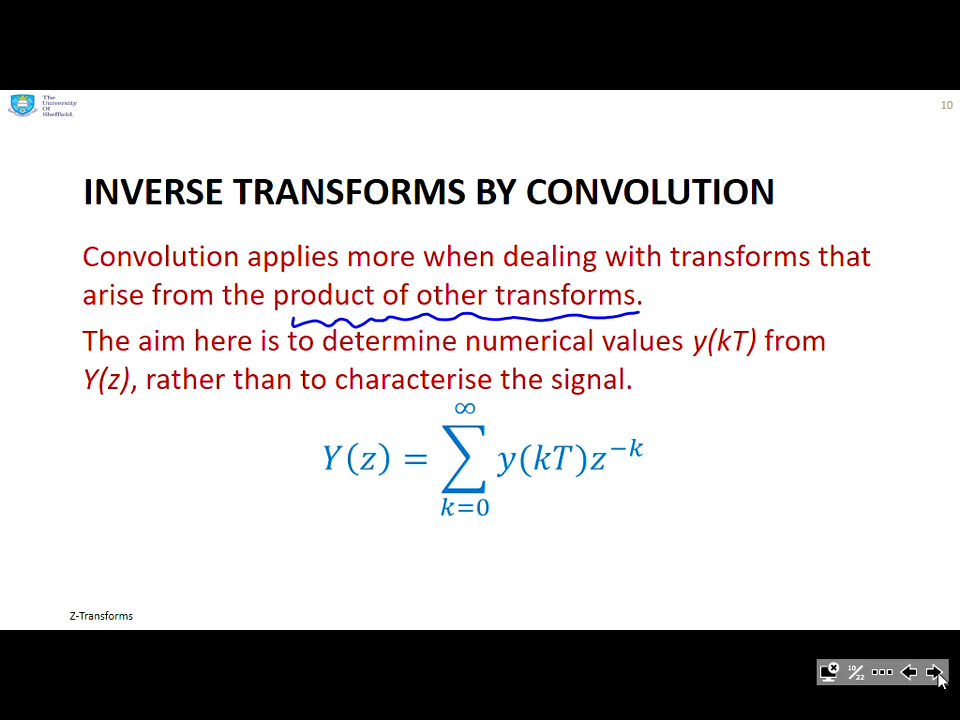 The
University
Of
Sheffield.
10
INVERSE TRANSFORMS BY CONVOLUTION
Convolution applies more when dealing with transforms that
arise from the product of other transforms.
The aim here is to determine numerical values y(kT) from
Y(z), rather than to characterise the signal.
Y(z) = ∑_{k=0}^{∞} y(kT)z^{−k}
Z-Transforms
10/22